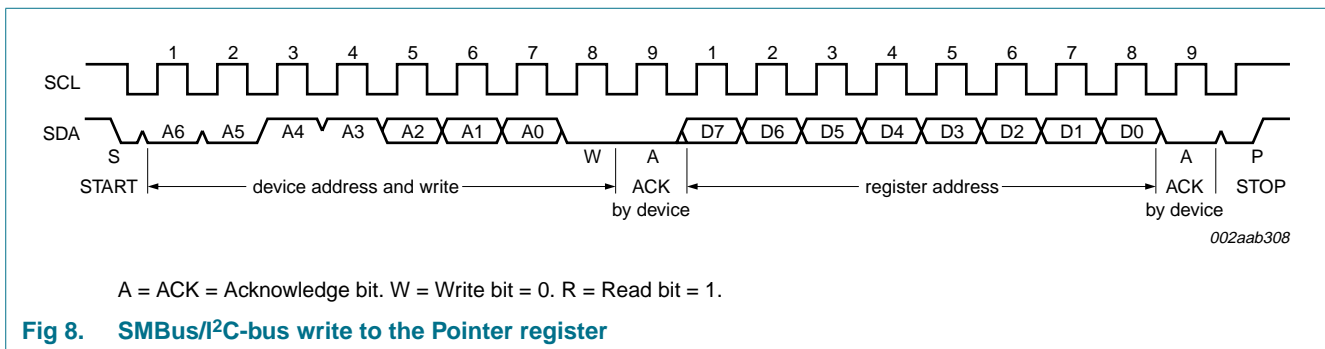 1 2 3 4 5 6 7 8 9 1 2 3 4 5 6 7 8 9
SCL
SDA A6 A5 A4 A3 A2 A1 A0 D7 D6 D5 D4 D3 D2 D1 D0
S W A A P
START device address and write ACK register address ACK STOP
by device by device
002aab308
A = ACK = Acknowledge bit. W = Write bit = 0. R = Read bit = 1.
Fig 8. SMBus/I²C-bus write to the Pointer register